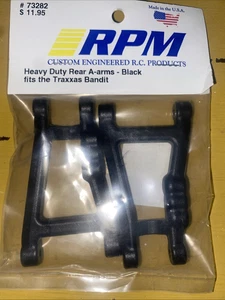 # 73282
$ 11.95
Made in the U.S.A.
RPM
CUSTOM ENGINEERED R.C. PRODUCTS
Heavy Duty Rear A-arms - Black
fits the Traxxas Bandit